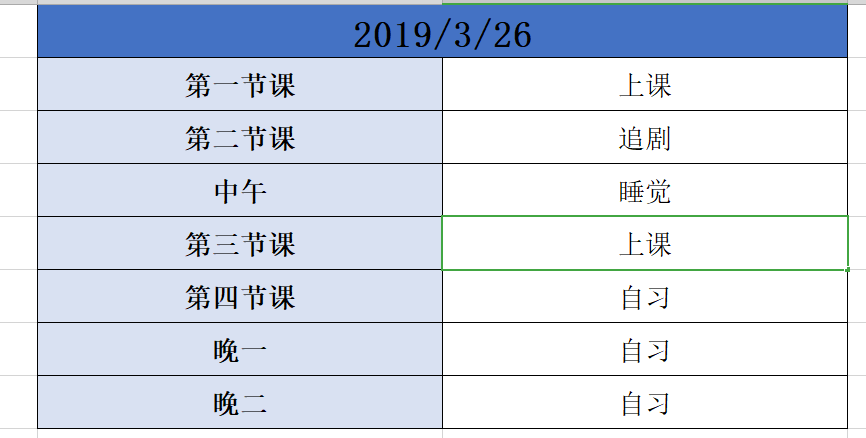 2019/3/26
第一节课 上课
第二节课 追剧
中午 睡觉
第三节课 上课
第四节课 自习
晚一 自习
晚二 自习